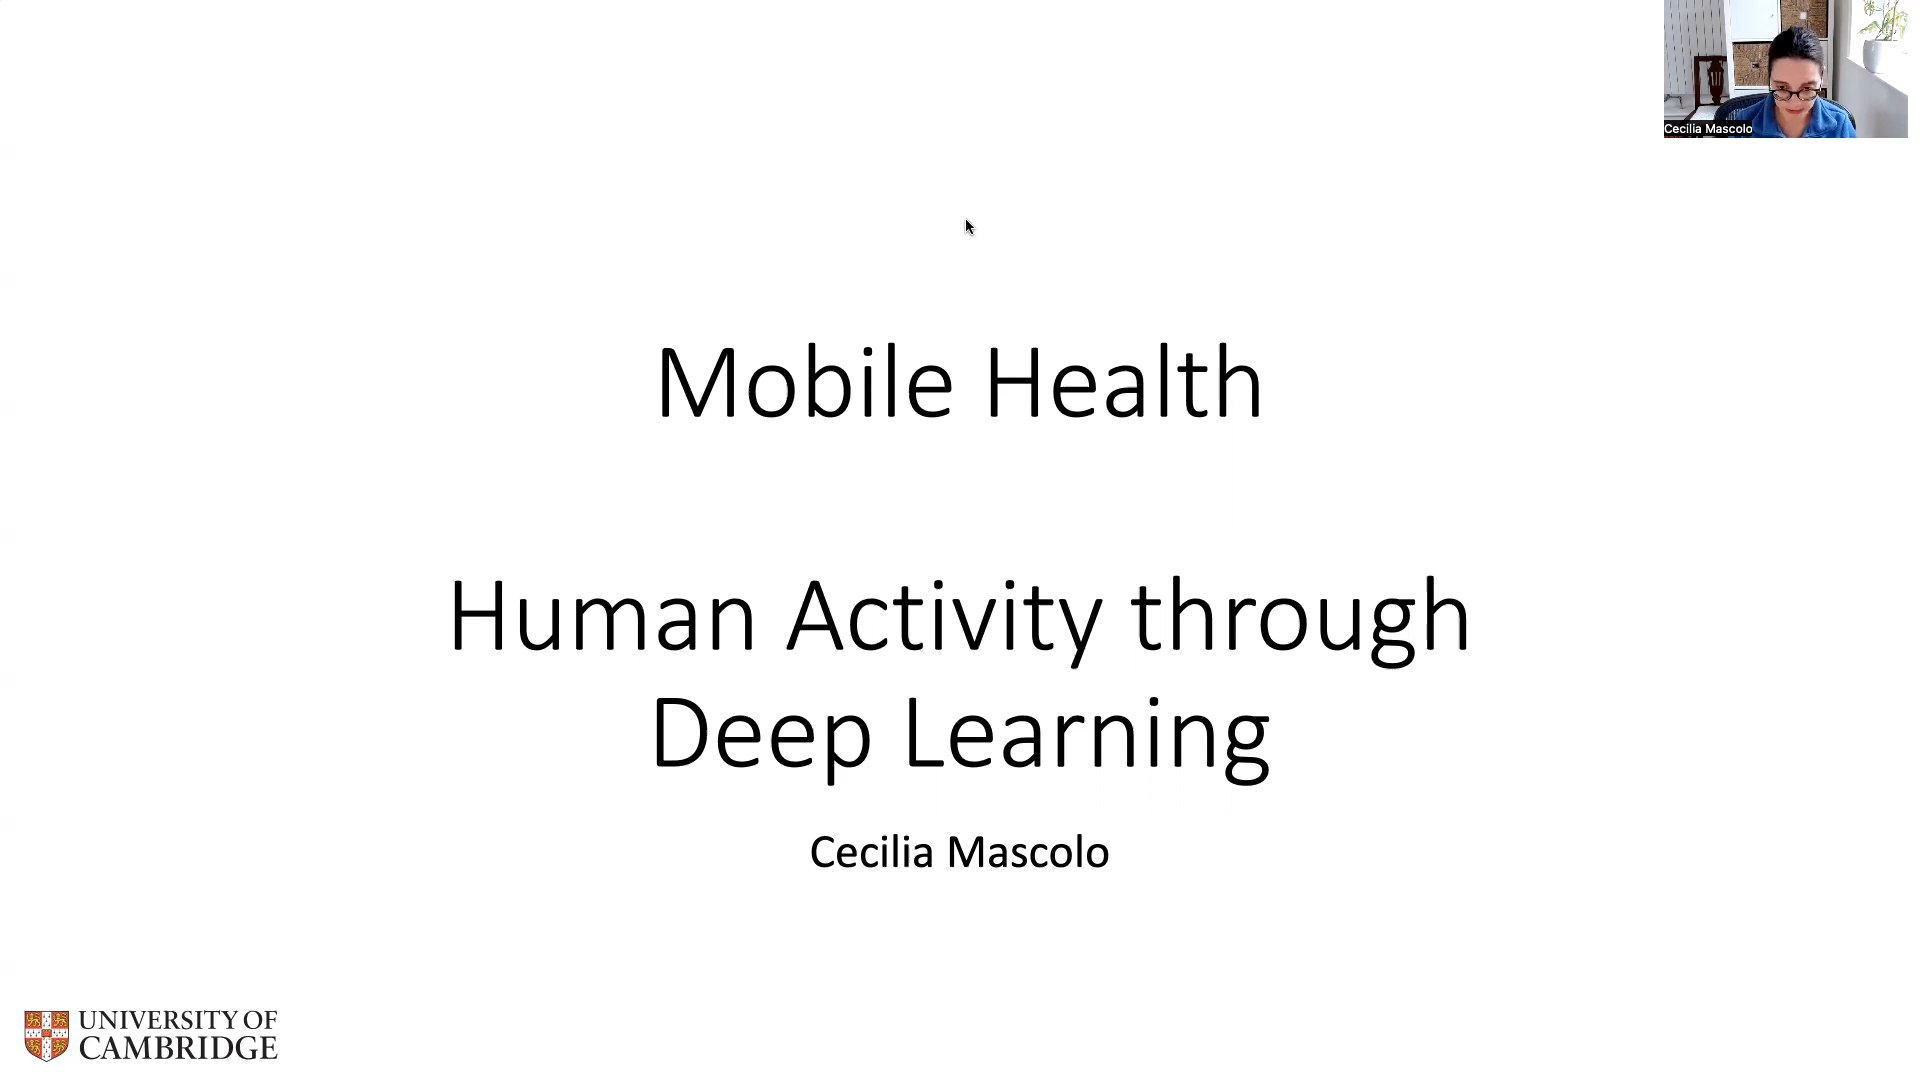 Cecilia Mascolo
Mobile Health
Human Activity through
Deep Learning
Cecilia Mascolo
UNIVERSITY OF
CAMBRIDGE